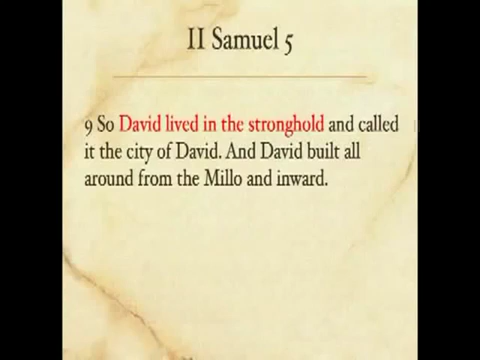 II Samuel 5
9 So David lived in the stronghold and called
it the city of David. And David built all
around from the Millo and inward.